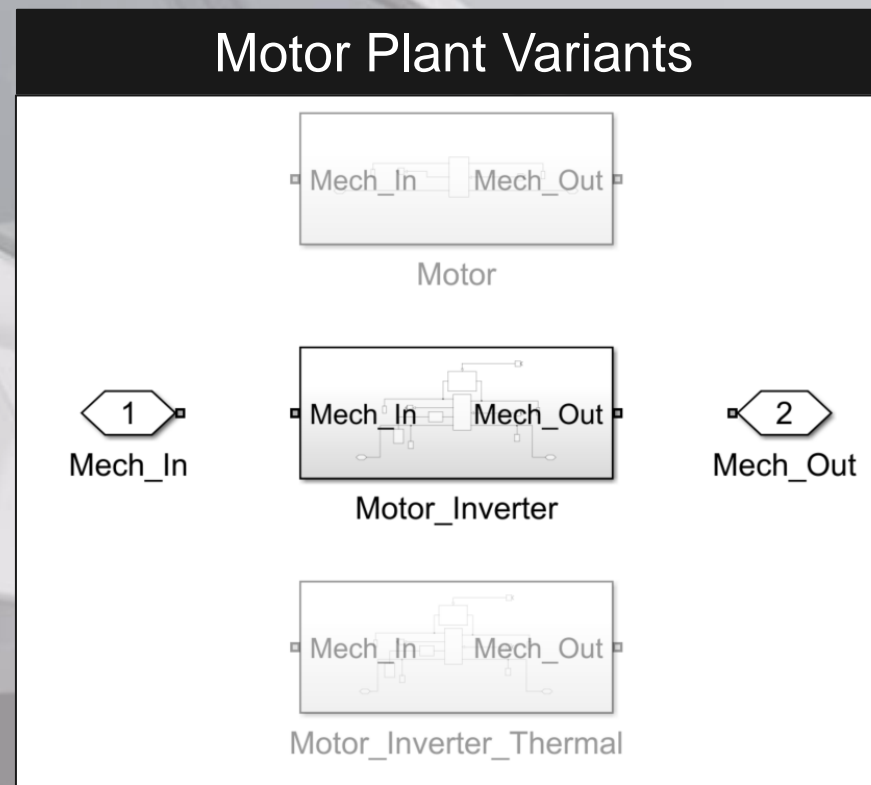 Motor Plant Variants
Mech_In Mech_Out
Motor
1 Mech_In Mech_Out 2
Mech_In Mech_Out
Motor_Inverter
Mech_In Mech_Out
Motor_Inverter_Thermal